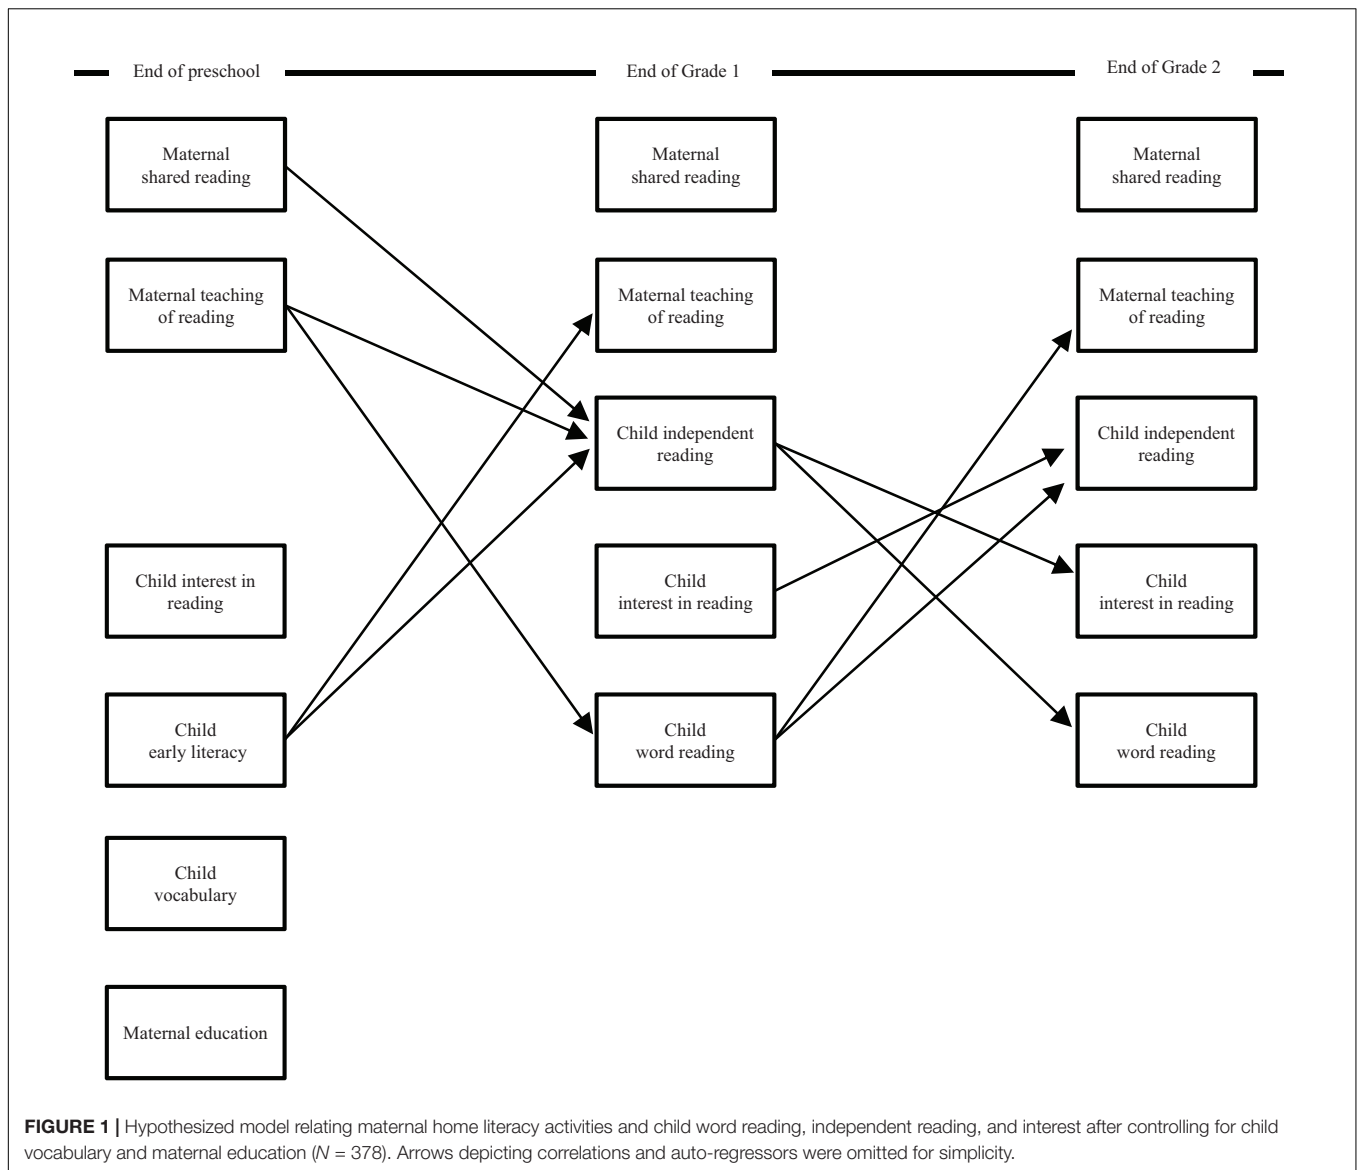 End of preschool
End of Grade 1
End of Grade 2
Maternal
shared reading
Maternal
shared reading
Maternal
shared reading
Maternal teaching
of reading
Maternal teaching
of reading
Maternal teaching
of reading
Child independent
reading
Child independent
reading
Child interest in
reading
Child
interest in reading
Child
interest in reading
Child
early literacy
Child
word reading
Child
word reading
Child
vocabulary
Maternal education
FIGURE 1 | Hypothesized model relating maternal home literacy activities and child word reading, independent reading, and interest after controlling for child
vocabulary and maternal education (N = 378). Arrows depicting correlations and auto-regressors were omitted for simplicity.